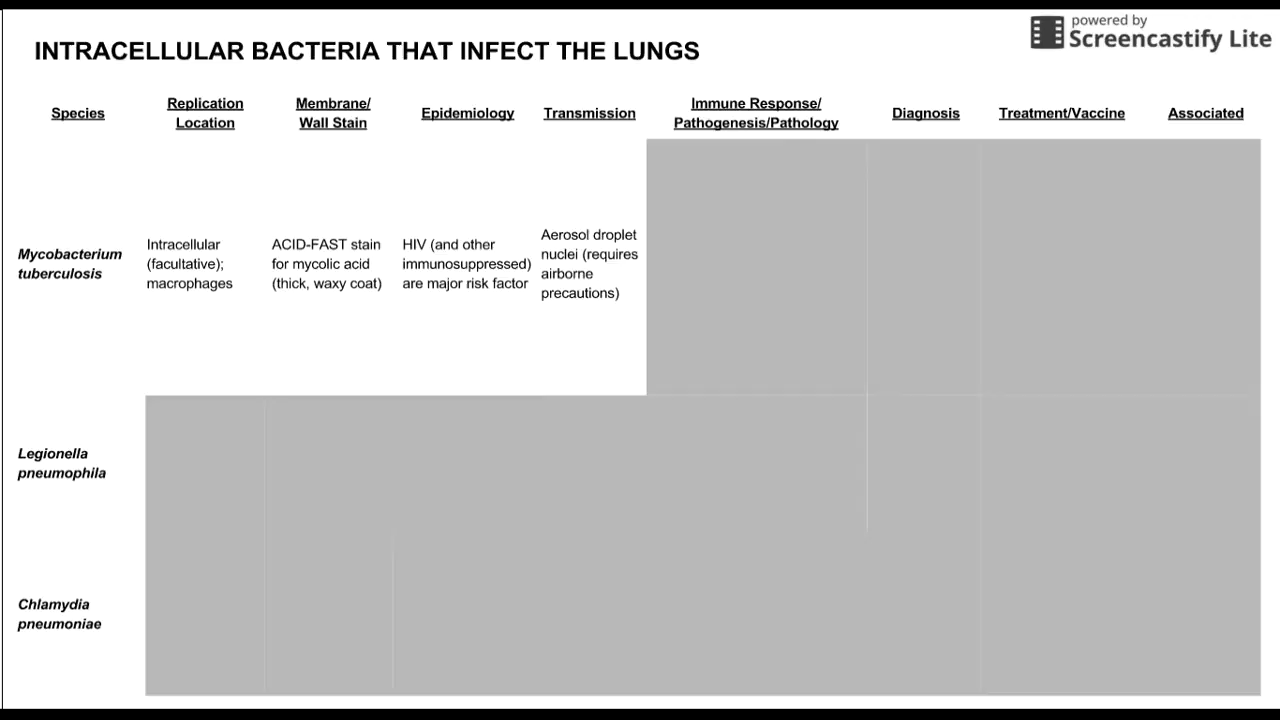 powered by
Screencastify Lite
INTRACELLULAR BACTERIA THAT INFECT THE LUNGS
Species
Replication
Location
Membrane/
Wall Stain
Epidemiology
Transmission
Immune Response/
Pathogenesis/Pathology
Diagnosis
Treatment/Vaccine
Associated
Mycobacterium
tuberculosis
Intracellular
(facultative);
macrophages
ACID-FAST stain
for mycolic acid
(thick, waxy coat)
HIV (and other
immunosuppressed)
are major risk factor
Aerosol droplet
nuclei (requires
airborne
precautions)
Legionella
pneumophila
Chlamydia
pneumoniae